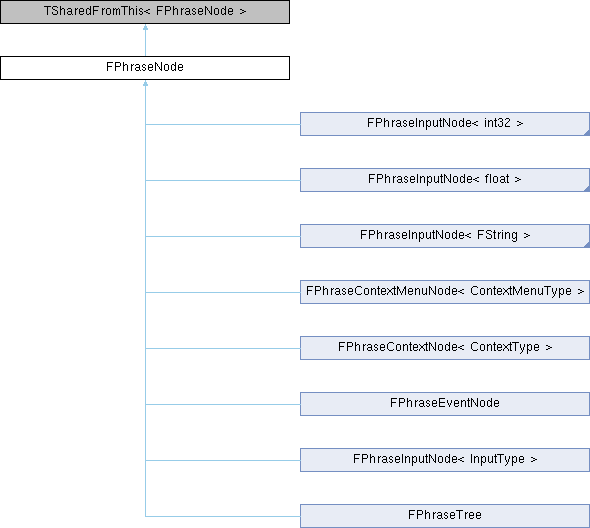 TSharedFromThis< FPhraseNode >
FPhraseNode
FPhraseInputNode< int32 >
FPhraseInputNode< float >
FPhraseInputNode< FString >
FPhraseContextMenuNode< ContextMenuType >
FPhraseContextNode< ContextType >
FPhraseEventNode
FPhraseInputNode< InputType >
FPhraseTree